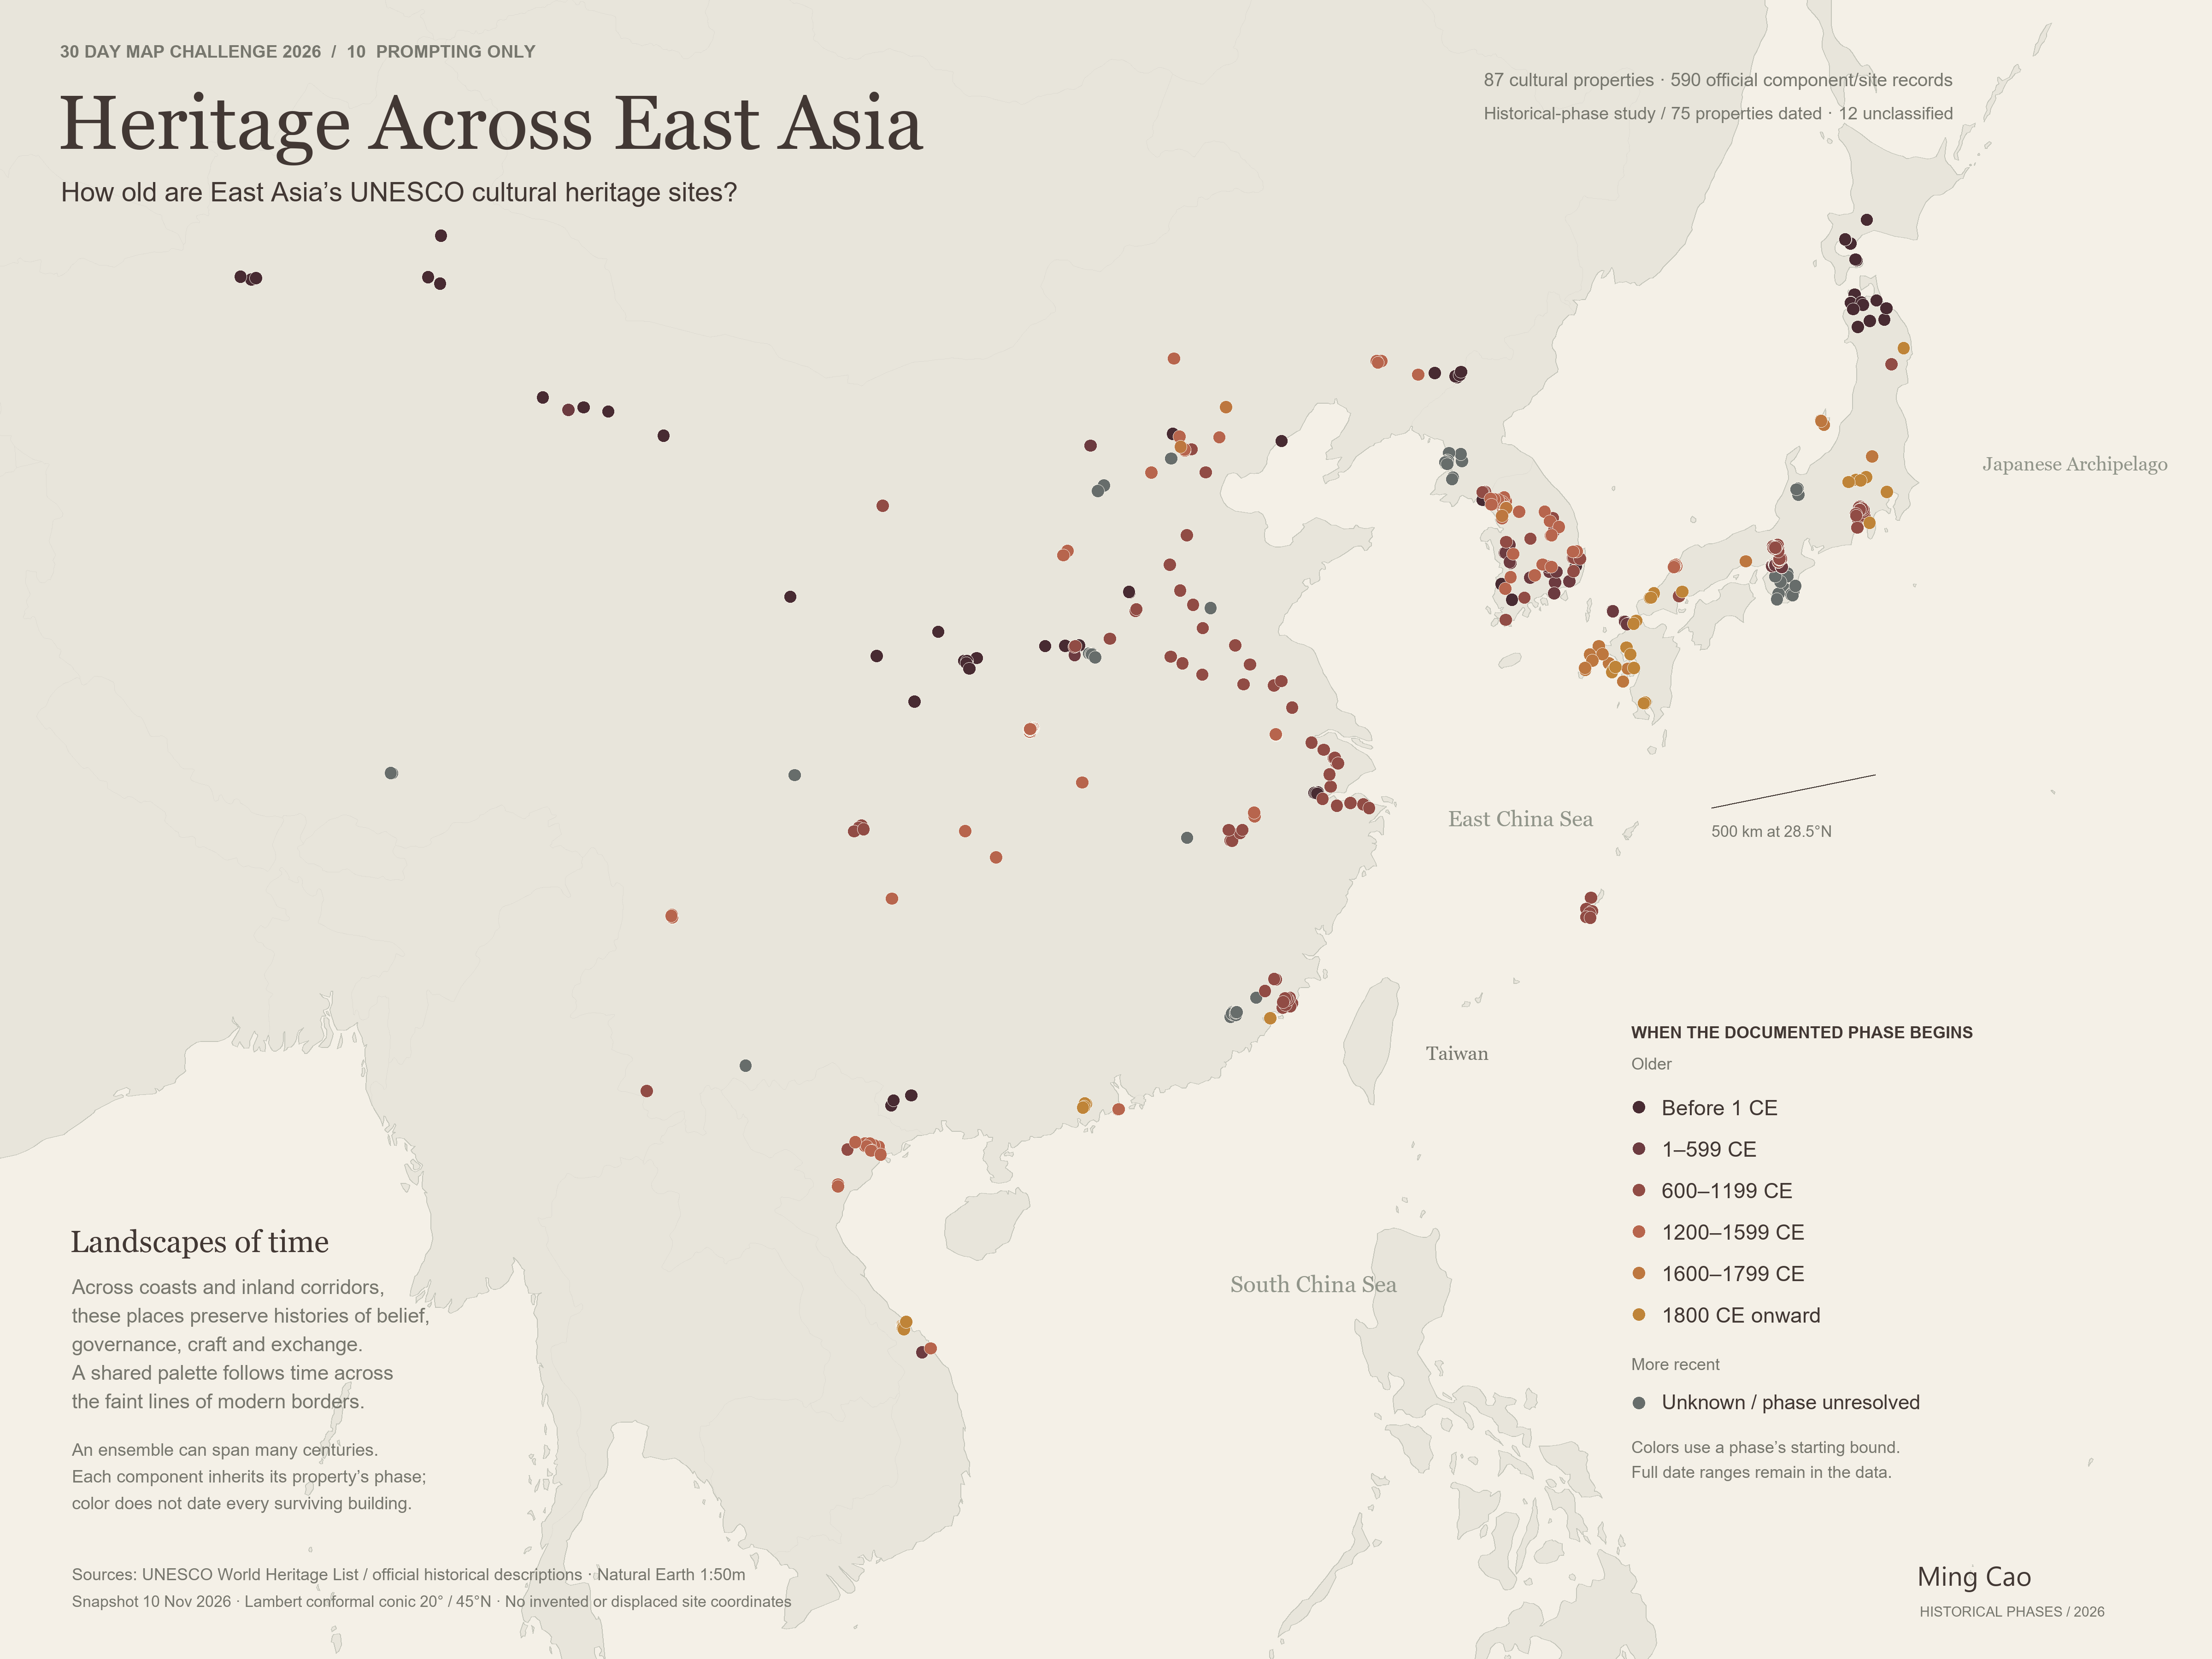 30 DAY MAP CHALLENGE 2026 / 10 PROMPTING ONLY
Heritage Across East Asia
How old are East Asia’s UNESCO cultural heritage sites?
87 cultural properties · 590 official component/site records
Historical-phase study / 75 properties dated · 12 unclassified
Japanese Archipelago
East China Sea
500 km at 28.5°N
Taiwan
South China Sea
WHEN THE DOCUMENTED PHASE BEGINS
Older
Before 1 CE
1–599 CE
600–1199 CE
1200–1599 CE
1600–1799 CE
1800 CE onward
More recent
Unknown / phase unresolved
Colors use a phase’s starting bound.
Full date ranges remain in the data.
Landscapes of time
Across coasts and inland corridors,
these places preserve histories of belief,
governance, craft and exchange.
A shared palette follows time across
the faint lines of modern borders.
An ensemble can span many centuries.
Each component inherits its property’s phase;
color does not date every surviving building.
Sources: UNESCO World Heritage List / official historical descriptions · Natural Earth 1:50m
Snapshot 10 Nov 2026 · Lambert conformal conic 20° / 45°N · No invented or displaced site coordinates
Ming Cao
HISTORICAL PHASES / 2026